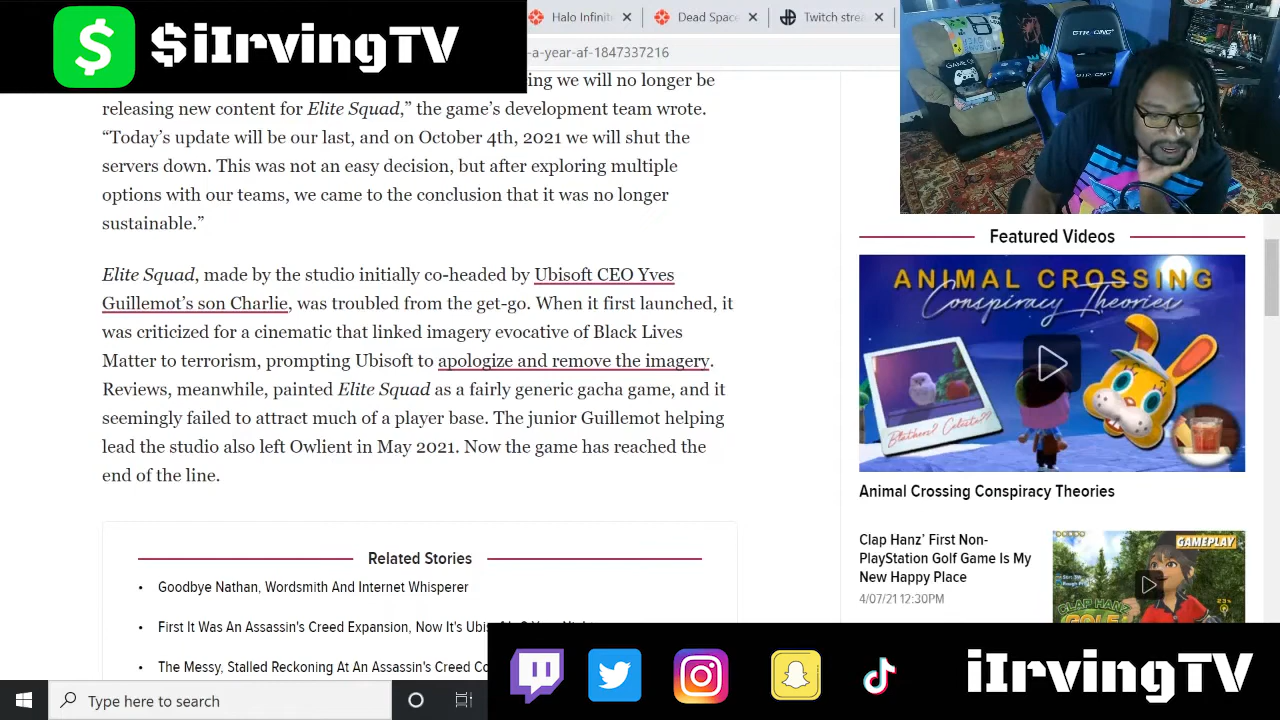 $iIrvingTV
Halo Infinit
Dead Space
Twitch strea
-a-year-af-1847337216
ing we will no longer be
releasing new content for Elite Squad,” the game’s development team wrote.
“Today’s update will be our last, and on October 4th, 2021 we will shut the
servers down. This was not an easy decision, but after exploring multiple
options with our teams, we came to the conclusion that it was no longer
sustainable.”
Elite Squad, made by the studio initially co-headed by Ubisoft CEO Yves
Guillemot’s son Charlie, was troubled from the get-go. When it first launched, it
was criticized for a cinematic that linked imagery evocative of Black Lives
Matter to terrorism, prompting Ubisoft to apologize and remove the imagery.
Reviews, meanwhile, painted Elite Squad as a fairly generic gacha game, and it
seemingly failed to attract much of a player base. The junior Guillemot helping
lead the studio also left Owlient in May 2021. Now the game has reached the
end of the line.
Related Stories
• Goodbye Nathan, Wordsmith And Internet Whisperer
• First It Was An Assassin's Creed Expansion, Now It's Ubis
• The Messy, Stalled Reckoning At An Assassin's Creed Co
Featured Videos
ANIMAL CROSSING
Conspiracy Theories
Blathers? Celeste??
Animal Crossing Conspiracy Theories
Clap Hanz’ First Non-
PlayStation Golf Game Is My
New Happy Place
4/07/21 12:30PM
GAMEPLAY
CLAP HANZ
GOLF
GTRACING
GTRACING
Type here to search
iIrvingTV